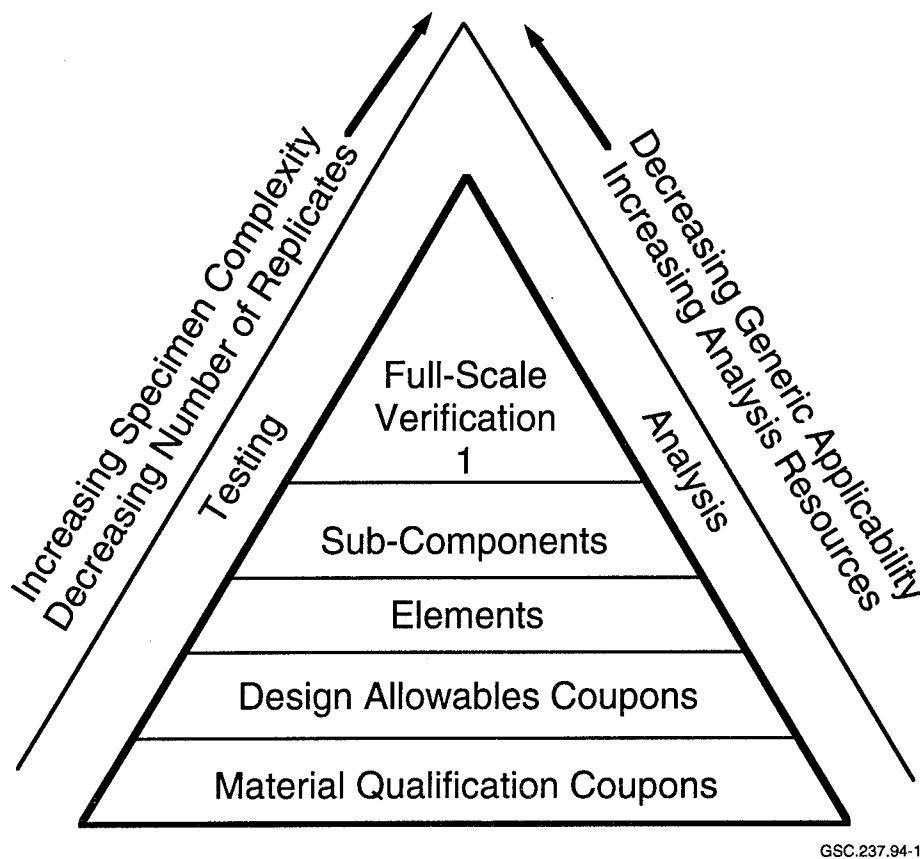 Increasing Specimen Complexity
Decreasing Number of Replicates
Testing
Decreasing Generic Applicability
Increasing Analysis Resources
Analysis
Full-Scale
Verification
1
Sub-Components
Elements
Design Allowables Coupons
Material Qualification Coupons
GSC.237.94-1